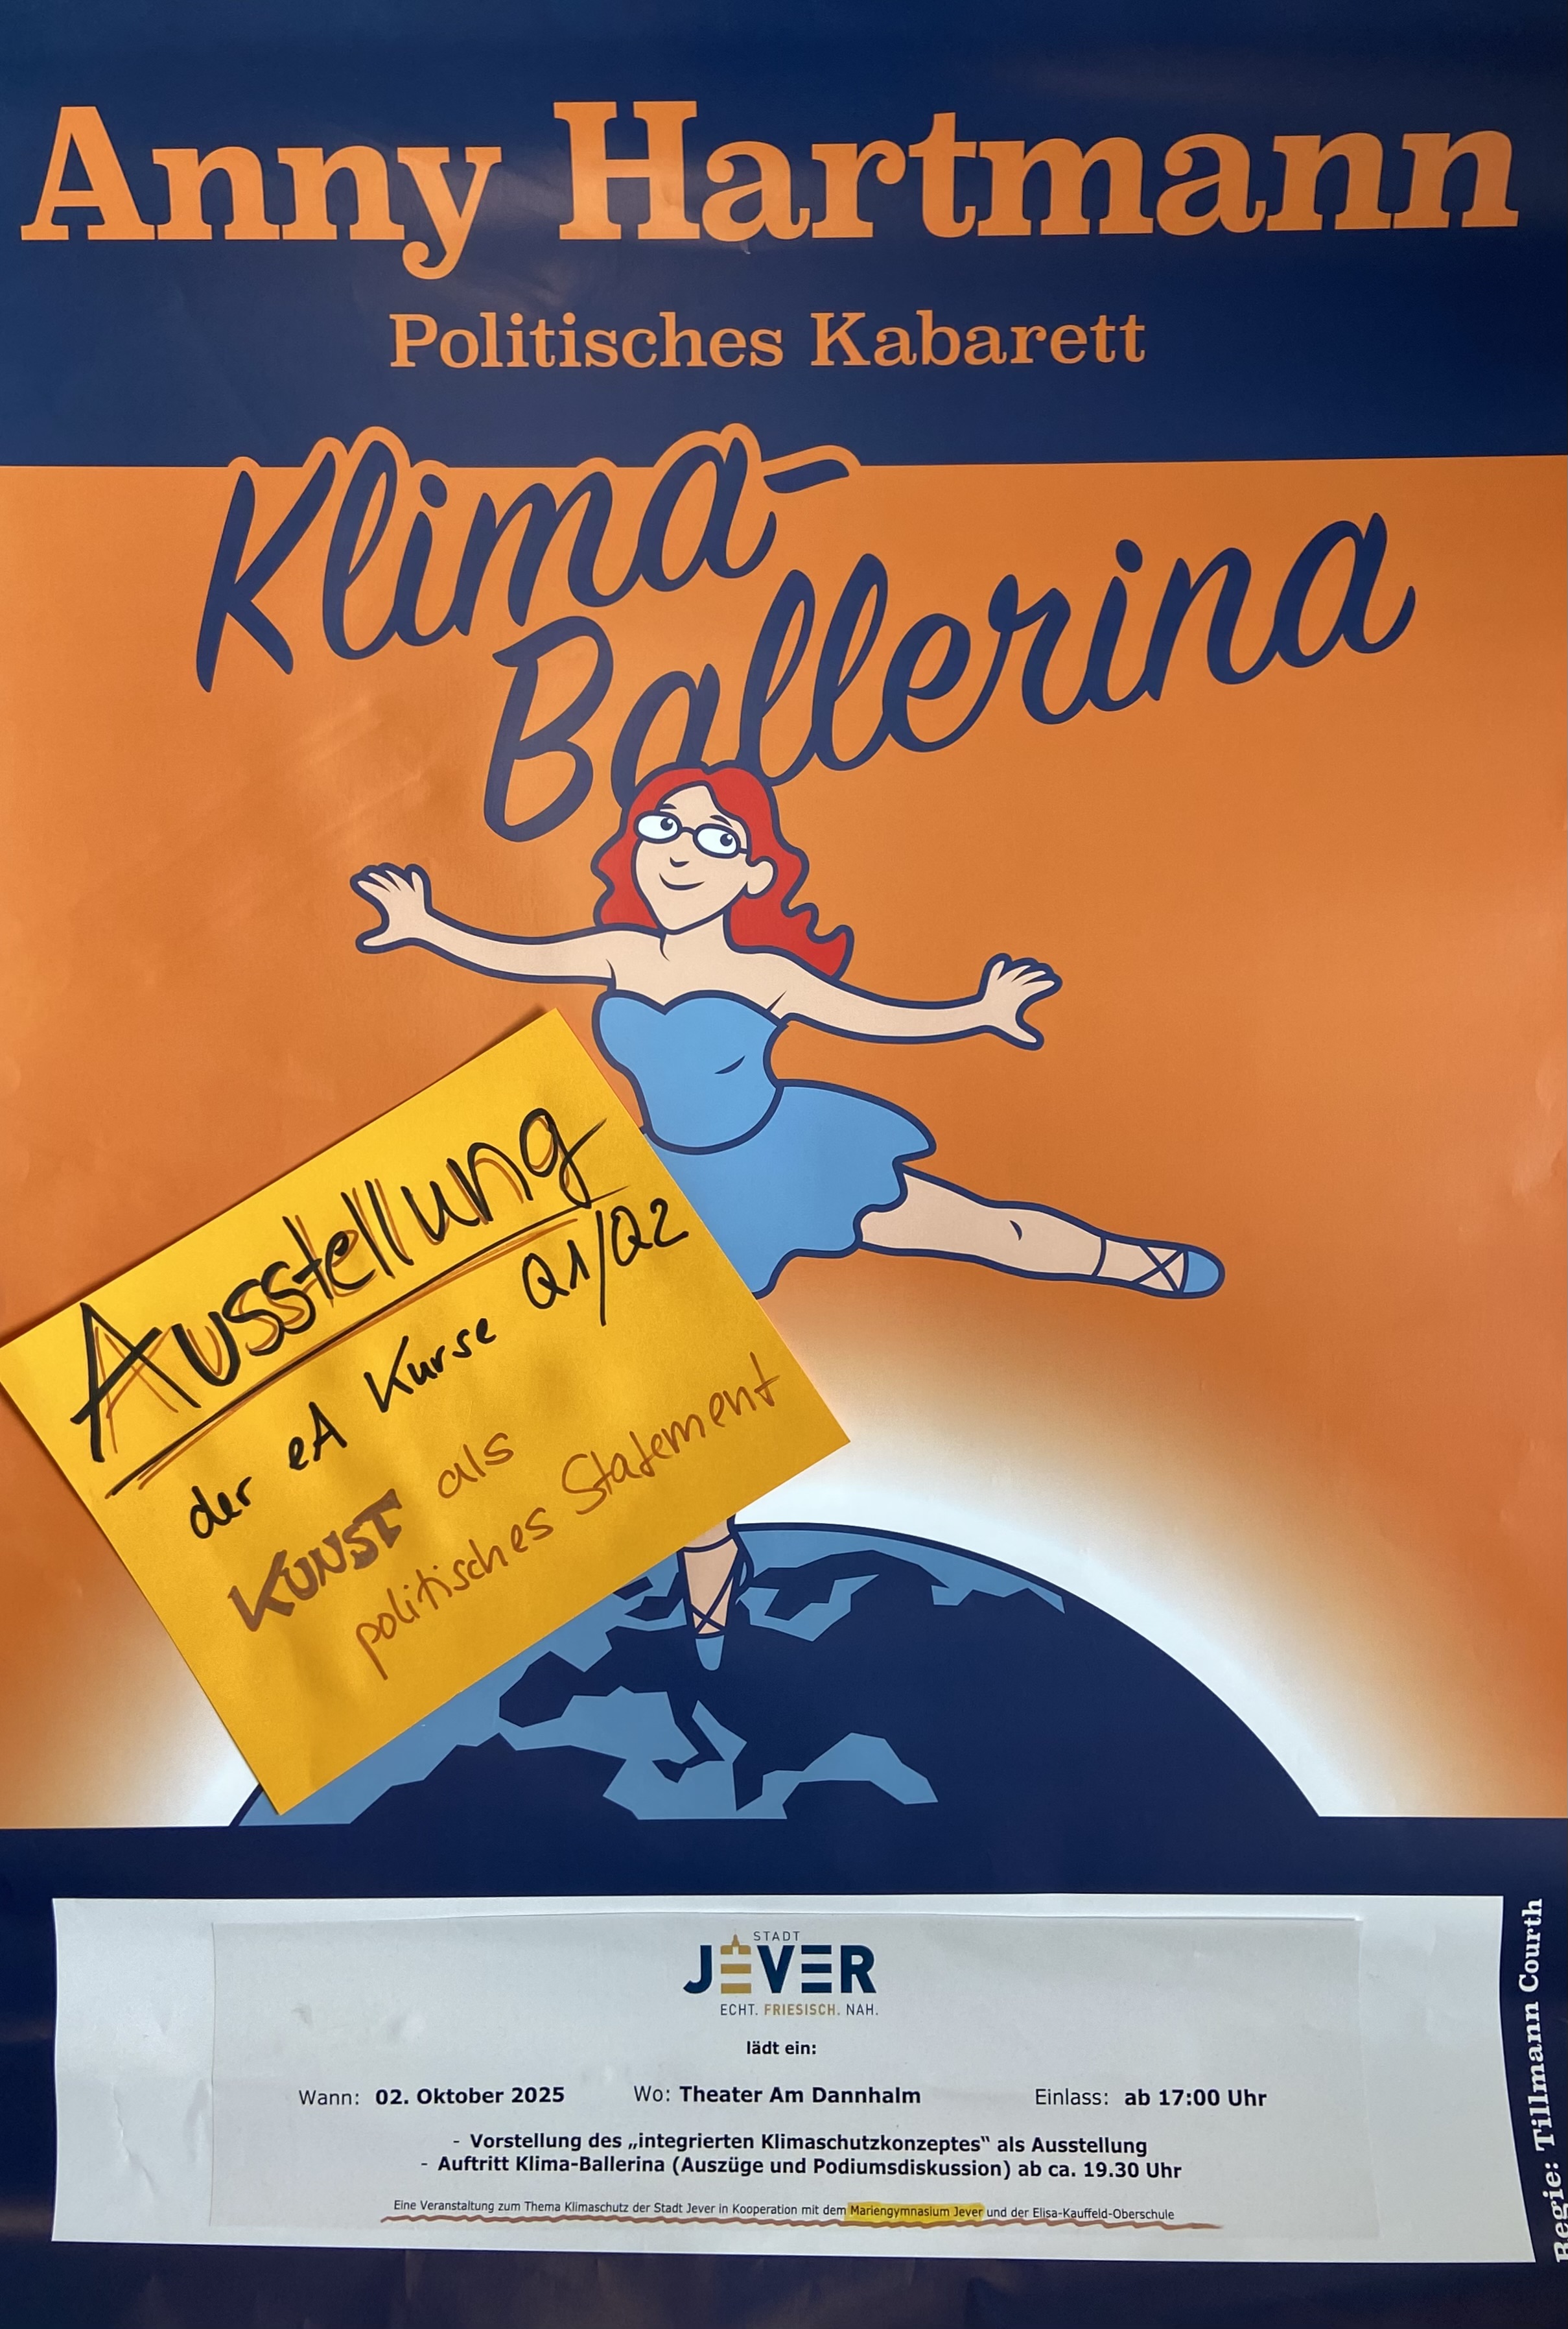 Anny Hartmann
Politisches Kabarett
Klima-
Ballerina
Ausstellung
der eA Kurse Q1/Q2
KUNST als
politisches Statement
STADT
JEVER
ECHT. FRIESISCH. NAH.
lädt ein:
Wann: 02. Oktober 2025 Wo: Theater Am Dannhalm Einlass: ab 17:00 Uhr
- Vorstellung des „integrierten Klimaschutzkonzeptes“ als Ausstellung
- Auftritt Klima-Ballerina (Auszüge und Podiumsdiskussion) ab ca. 19.30 Uhr
Eine Veranstaltung zum Thema Klimaschutz der Stadt Jever in Kooperation mit dem Mariengymnasium Jever und der Elisa-Kauffeld-Oberschule
Regie: Tillmann Courth